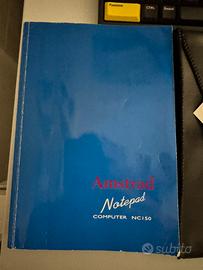 Amstrad
Notepad
COMPUTER NC150
subito